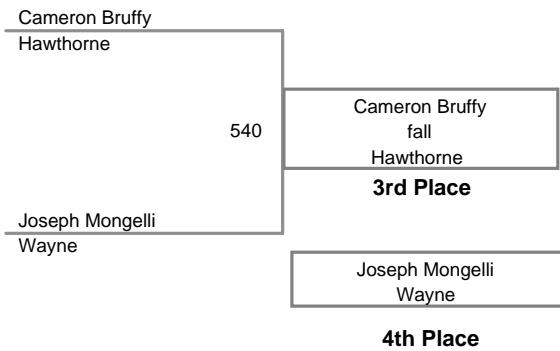 Cameron Bruffy
Hawthorne
540
Cameron Bruffy
fall
Hawthorne
3rd Place
Joseph Mongelli
Wayne
Joseph Mongelli
Wayne
4th Place